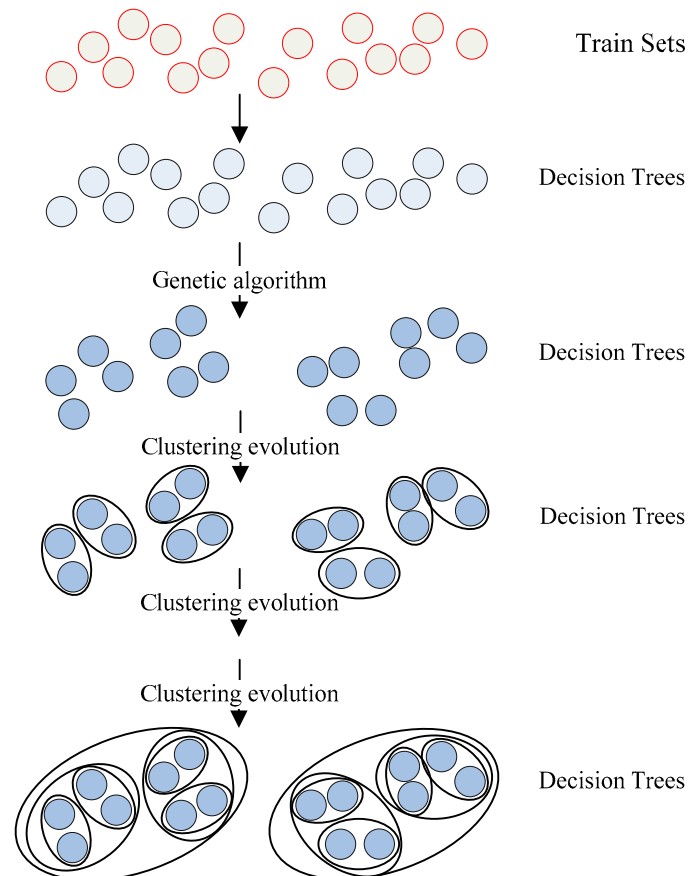 Train Sets
Decision Trees
Genetic algorithm
Decision Trees
Clustering evolution
Decision Trees
Clustering evolution
Clustering evolution
Decision Trees